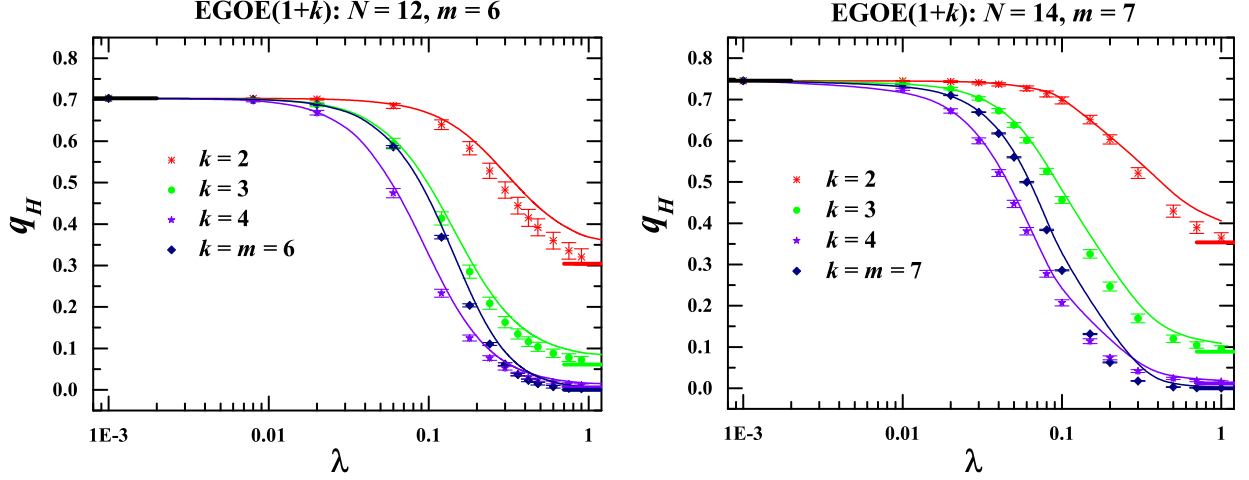 EGOE(1+k): N = 12, m = 6
0.8
0.7
0.6
0.5
0.4
0.3
0.2
0.1
0.0
q_H
k = 2
k = 3
k = 4
k = m = 6
1E-3
0.01
0.1
1
λ
EGOE(1+k): N = 14, m = 7
0.8
0.7
0.6
0.5
0.4
0.3
0.2
0.1
0.0
q_H
k = 2
k = 3
k = 4
k = m = 7
1E-3
0.01
0.1
1
λ